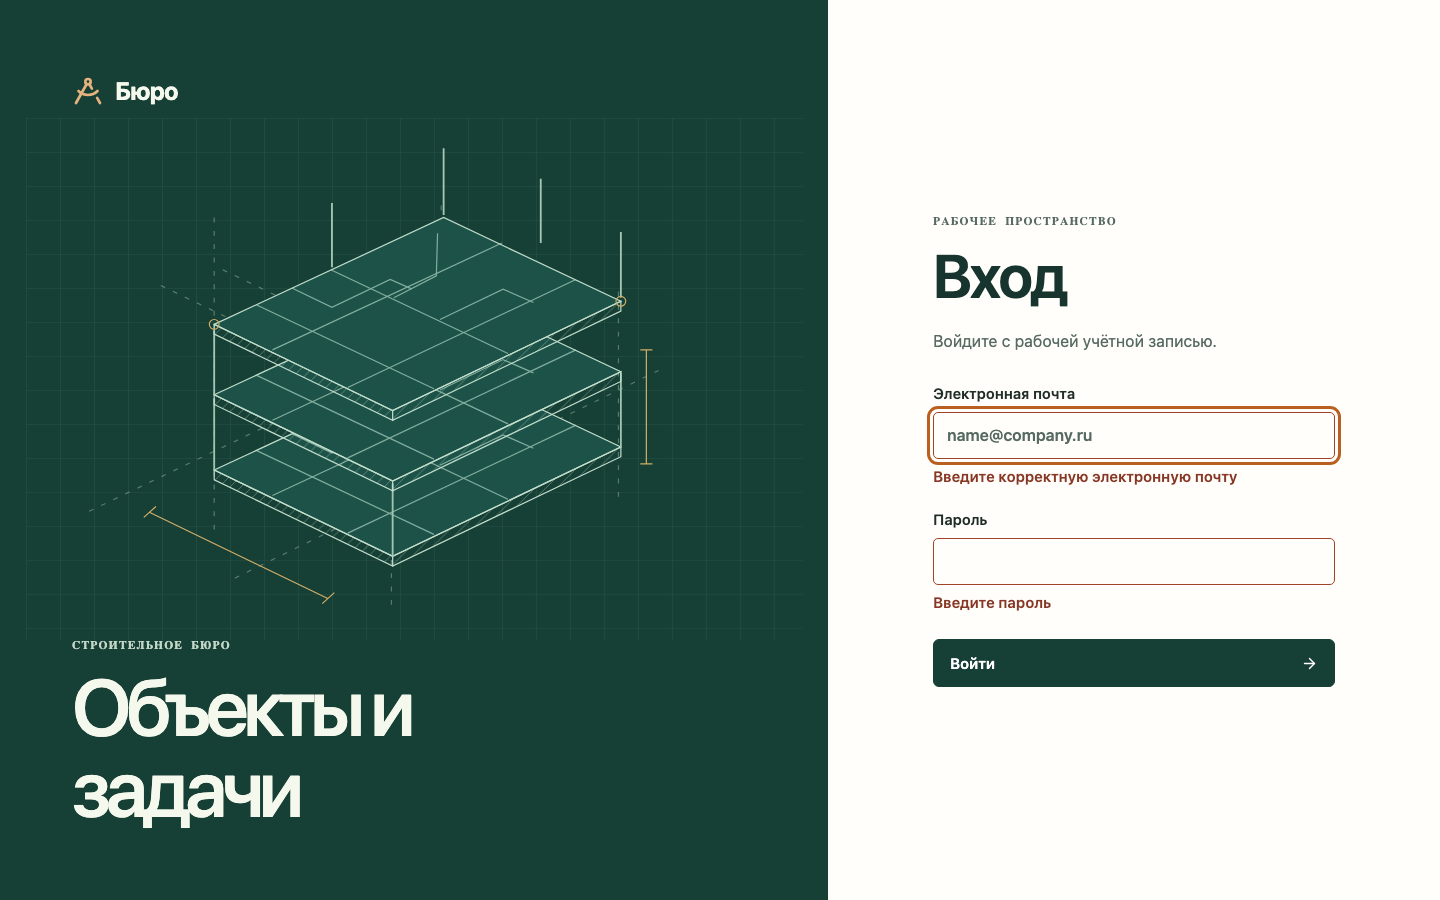 Бюро
СТРОИТЕЛЬНОЕ БЮРО
Объекты и
задачи
РАБОЧЕЕ ПРОСТРАНСТВО
Вход
Войдите с рабочей учётной записью.
Электронная почта
name@company.ru
Введите корректную электронную почту
Пароль
Введите пароль
Войти